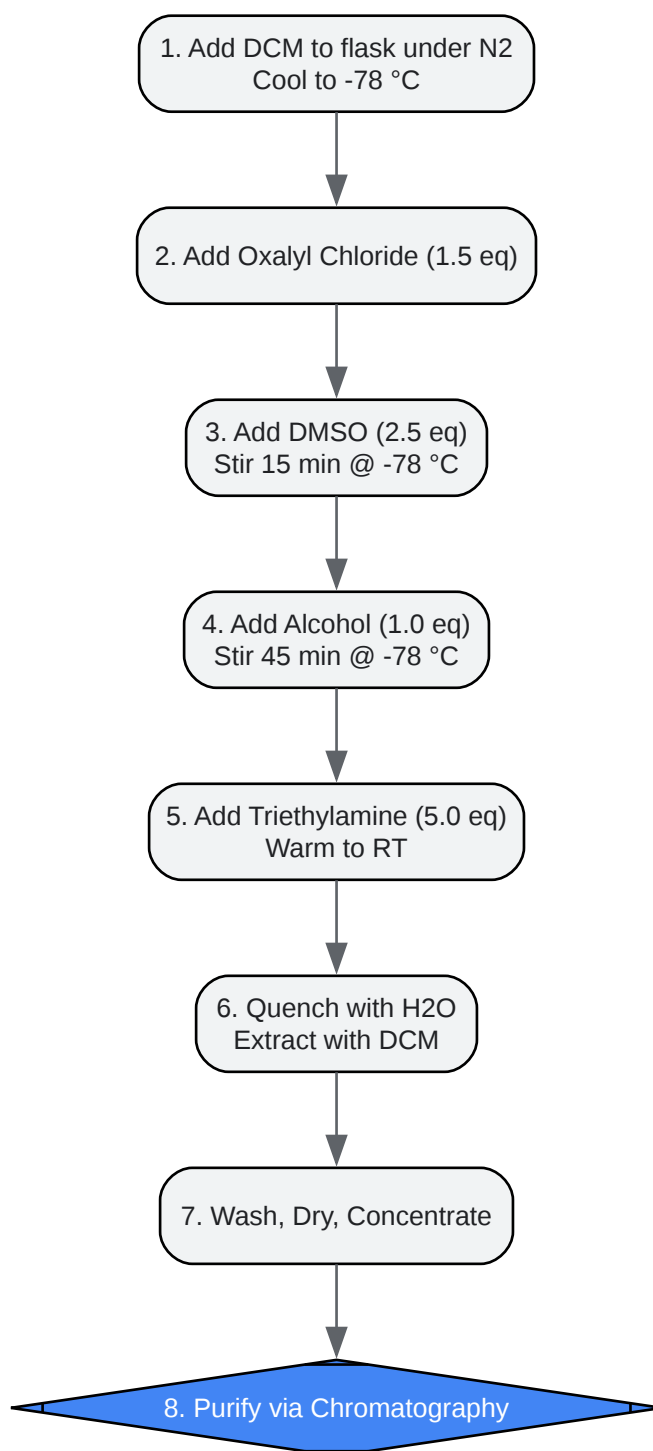 1. Add DCM to flask under N2
Cool to -78 °C
2. Add Oxalyl Chloride (1.5 eq)
3. Add DMSO (2.5 eq)
Stir 15 min @ -78 °C
4. Add Alcohol (1.0 eq)
Stir 45 min @ -78 °C
5. Add Triethylamine (5.0 eq)
Warm to RT
6. Quench with H2O
Extract with DCM
7. Wash, Dry, Concentrate
8. Purify via Chromatography